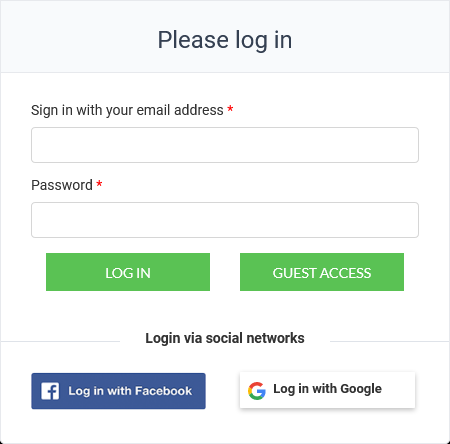 Please log in
Sign in with your email address *
Password *
LOG IN GUEST ACCESS
Login via social networks
Log in with Facebook Log in with Google